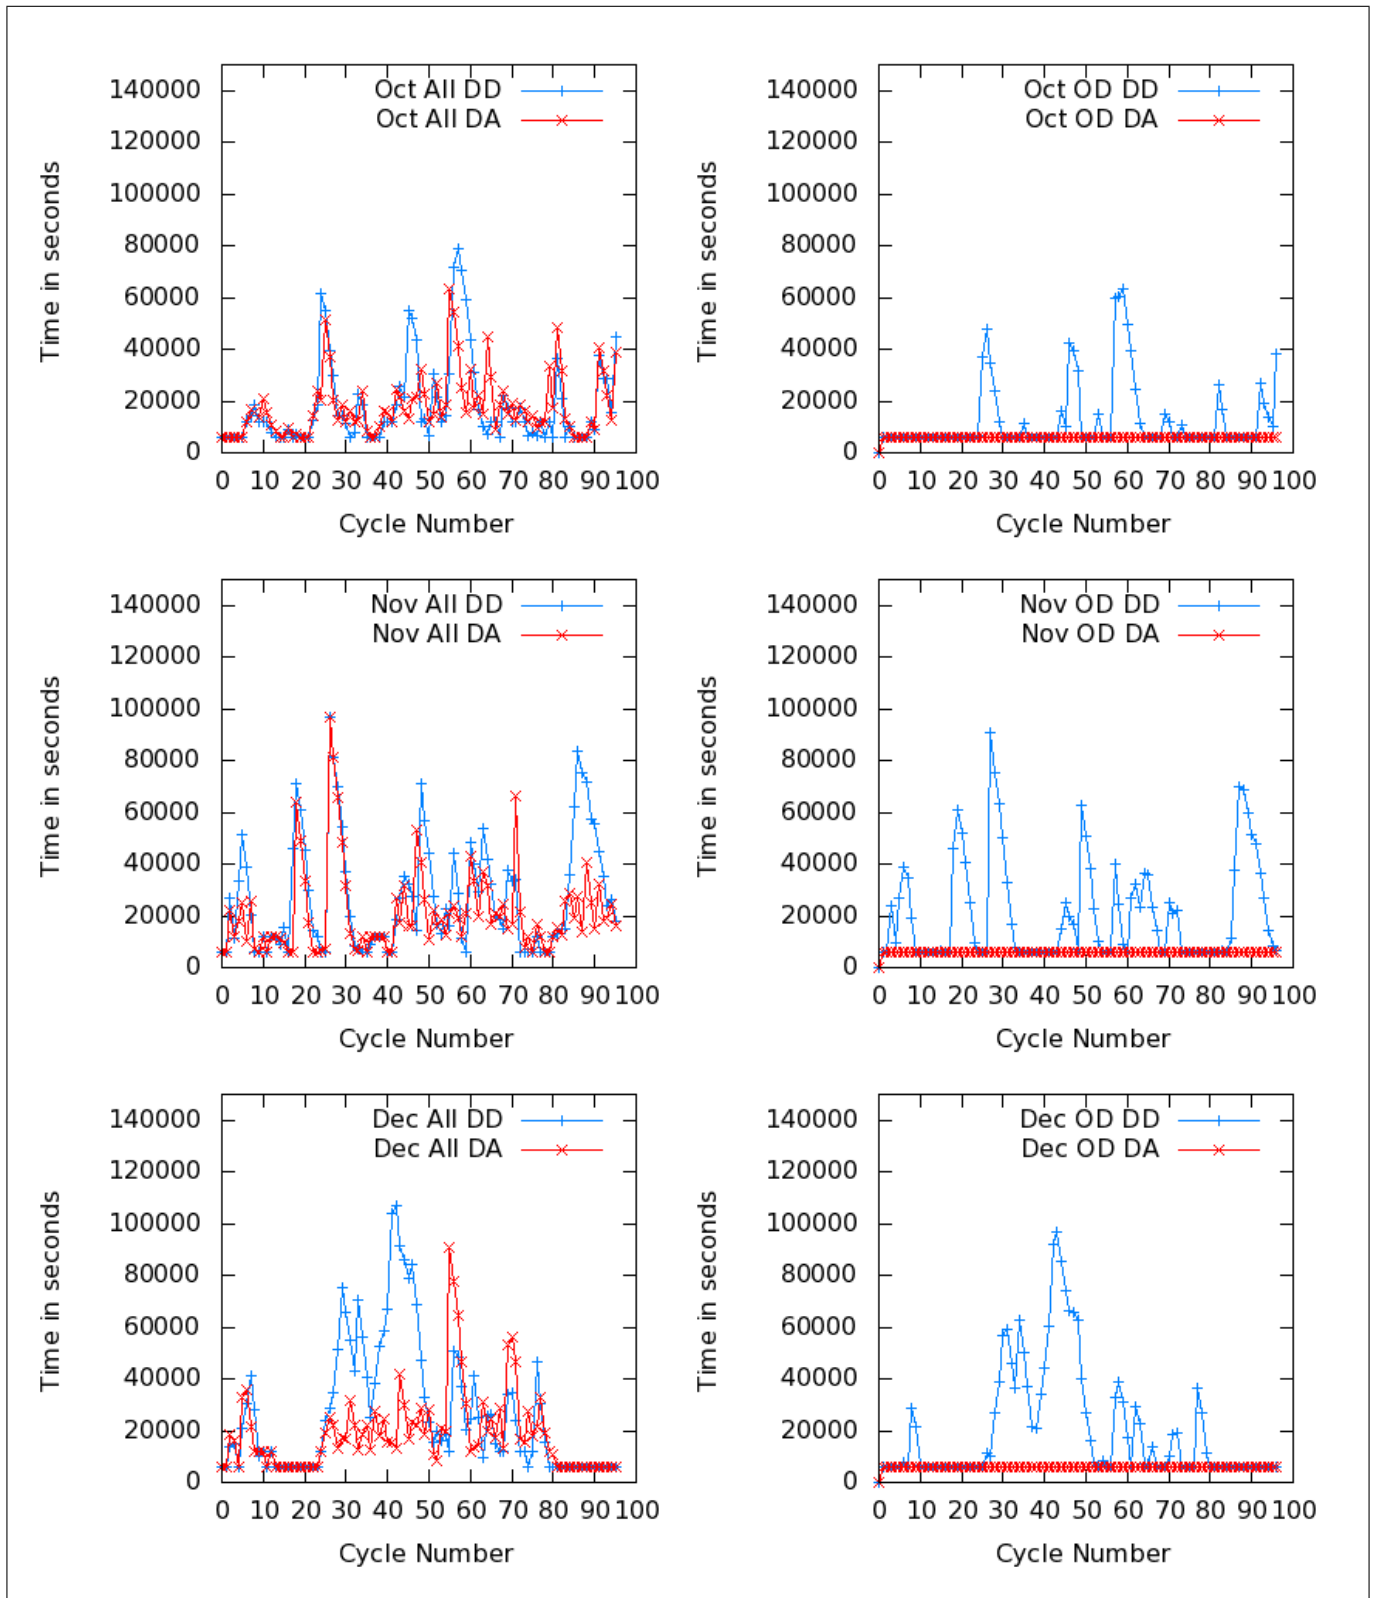 Oct All DD
Oct All DA
140000
120000
100000
80000
60000
40000
20000
0
Time in seconds
0 10 20 30 40 50 60 70 80 90 100
Cycle Number
Oct OD DD
Oct OD DA
140000
120000
100000
80000
60000
40000
20000
0
Time in seconds
0 10 20 30 40 50 60 70 80 90 100
Cycle Number
Nov All DD
Nov All DA
140000
120000
100000
80000
60000
40000
20000
0
Time in seconds
0 10 20 30 40 50 60 70 80 90 100
Cycle Number
Nov OD DD
Nov OD DA
140000
120000
100000
80000
60000
40000
20000
0
Time in seconds
0 10 20 30 40 50 60 70 80 90 100
Cycle Number
Dec All DD
Dec All DA
140000
120000
100000
80000
60000
40000
20000
0
Time in seconds
0 10 20 30 40 50 60 70 80 90 100
Cycle Number
Dec OD DD
Dec OD DA
140000
120000
100000
80000
60000
40000
20000
0
Time in seconds
0 10 20 30 40 50 60 70 80 90 100
Cycle Number